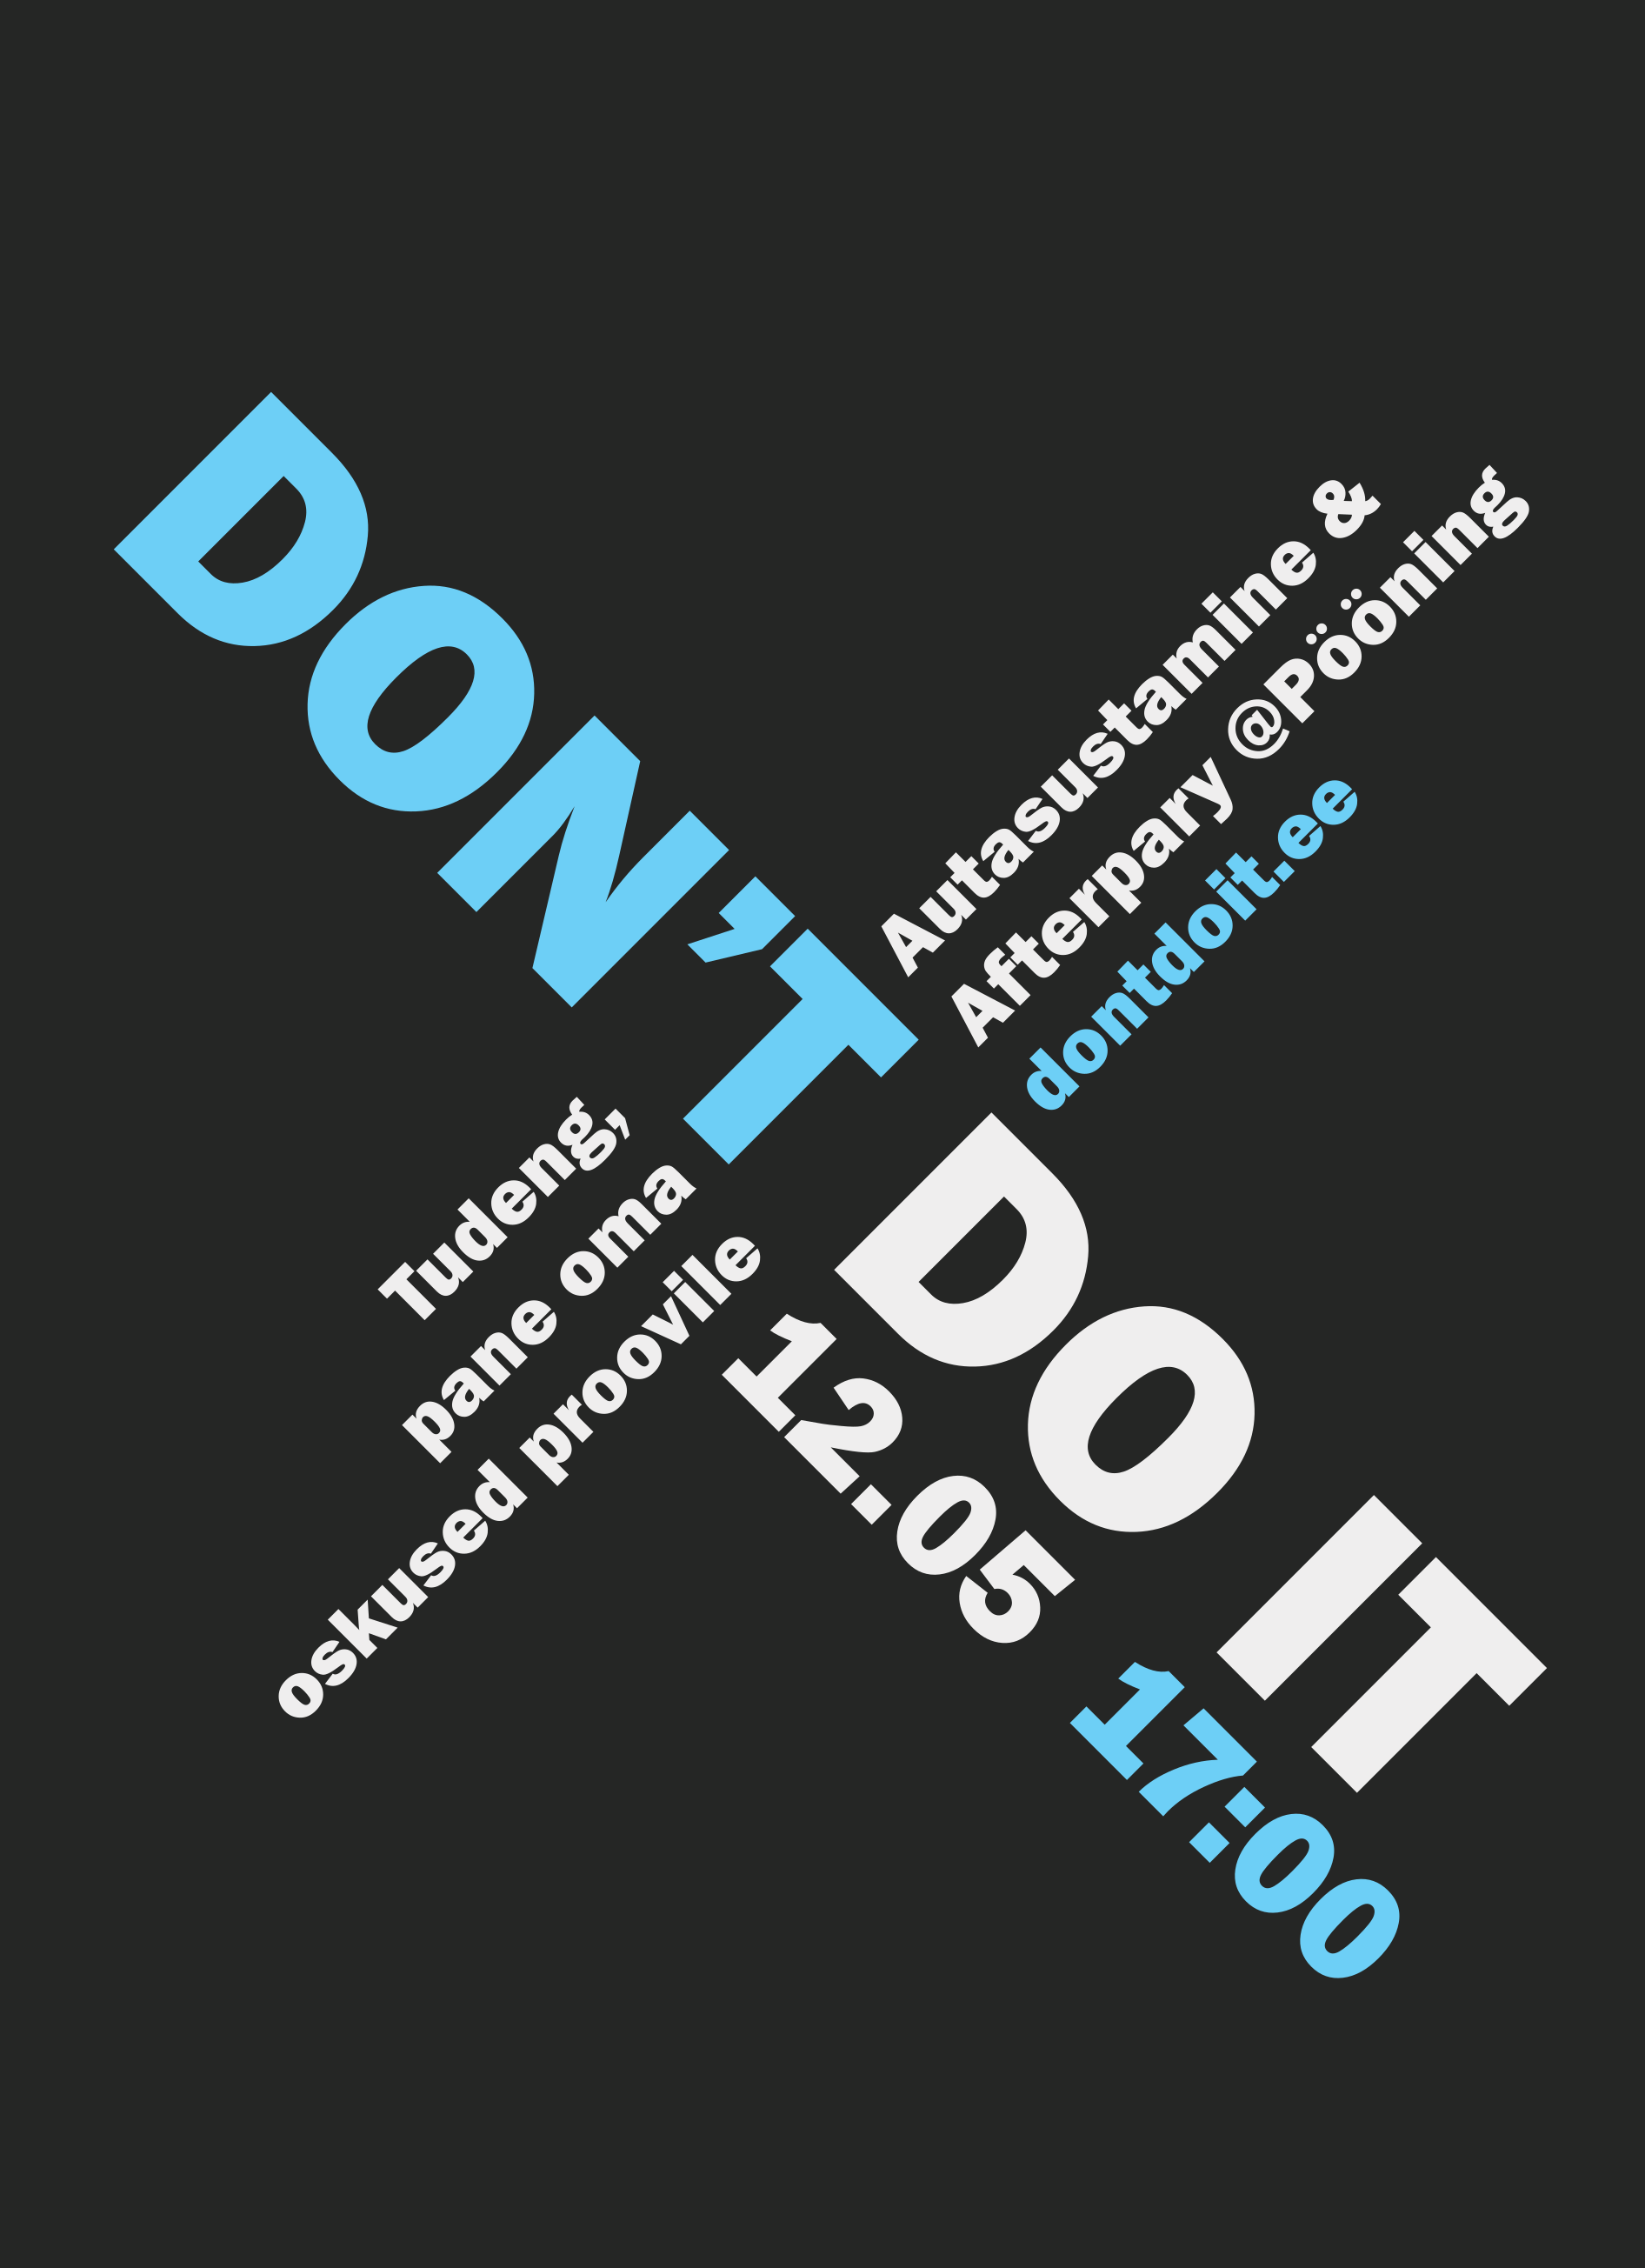 DON'T DO IT
Tudeng,
pane oma
oskused proovile
Autasustamine &
Afterpary @Pööning
dontdoit.ee
12.05
17:00